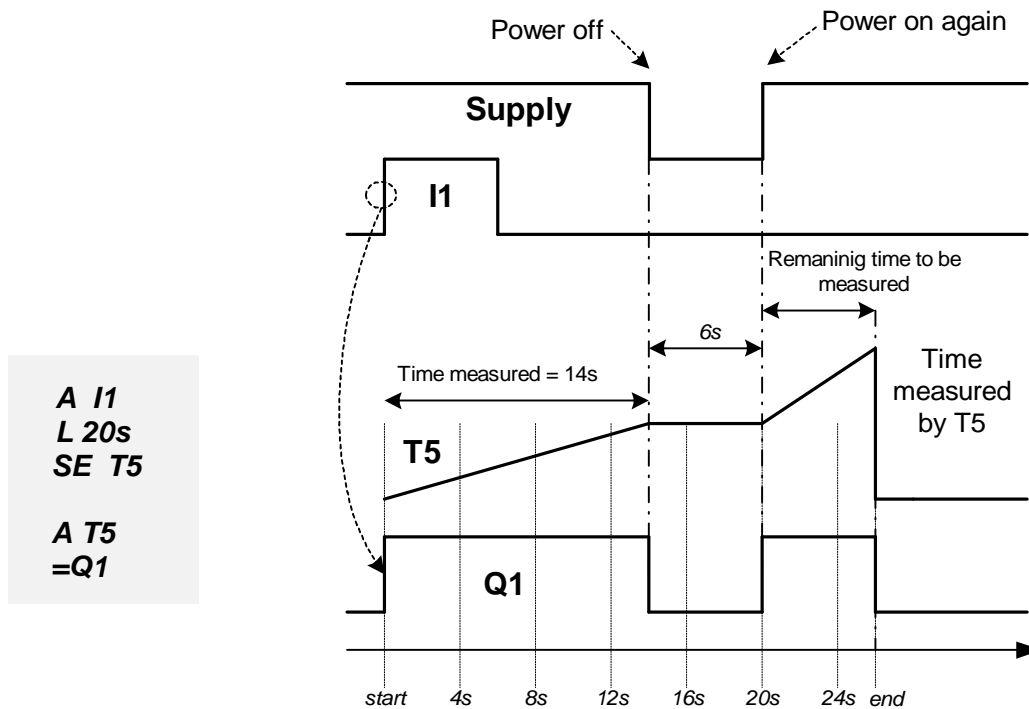 Power off
Power on again
Supply
I1
Remaninig time to be
measured
6s
Time measured = 14s
Time
measured
by T5
T5
A I1
L 20s
SE T5
A T5
=Q1
Q1
start 4s 8s 12s 16s 20s 24s end